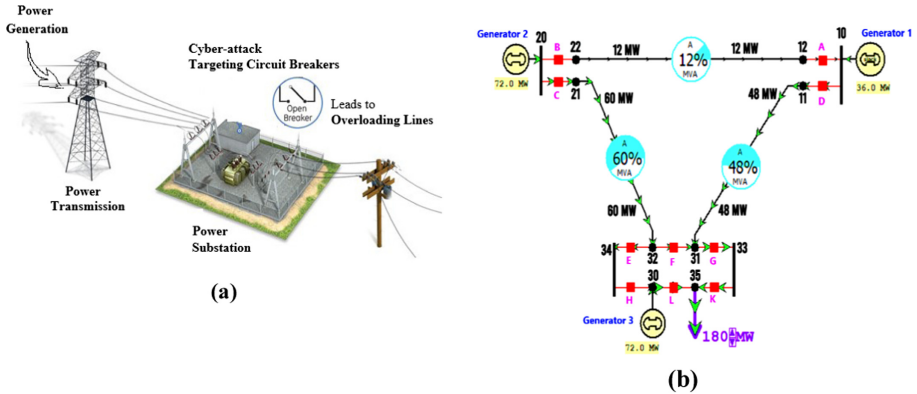 Power
Generation
Cyber-attack
Targeting Circuit Breakers
Open
Breaker
Leads to
Overloading Lines
Power
Transmission
Power
Substation
(a)
Generator 2
20
B
22
12 MW
A
12%
MVA
12 MW
12
A
10
Generator 1
72.0 MW
C
21
60 MW
48 MW
11
D
36.0 MW
A
60%
MVA
A
48%
MVA
60 MW
48 MW
34
E
32
F
31
G
33
H
30
L
35
K
Generator 3
72.0 MW
180 MW
(b)